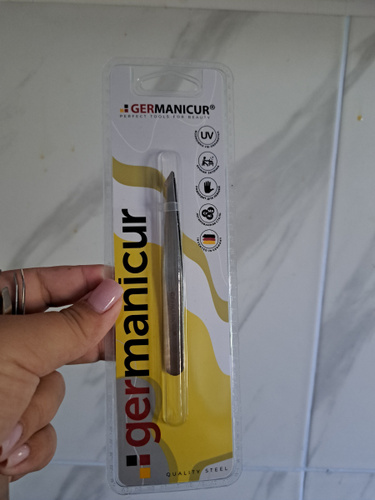 GERMANICUR®
PERFECT TOOLS FOR BEAUTY
UV
germanicur
QUALITY STEEL